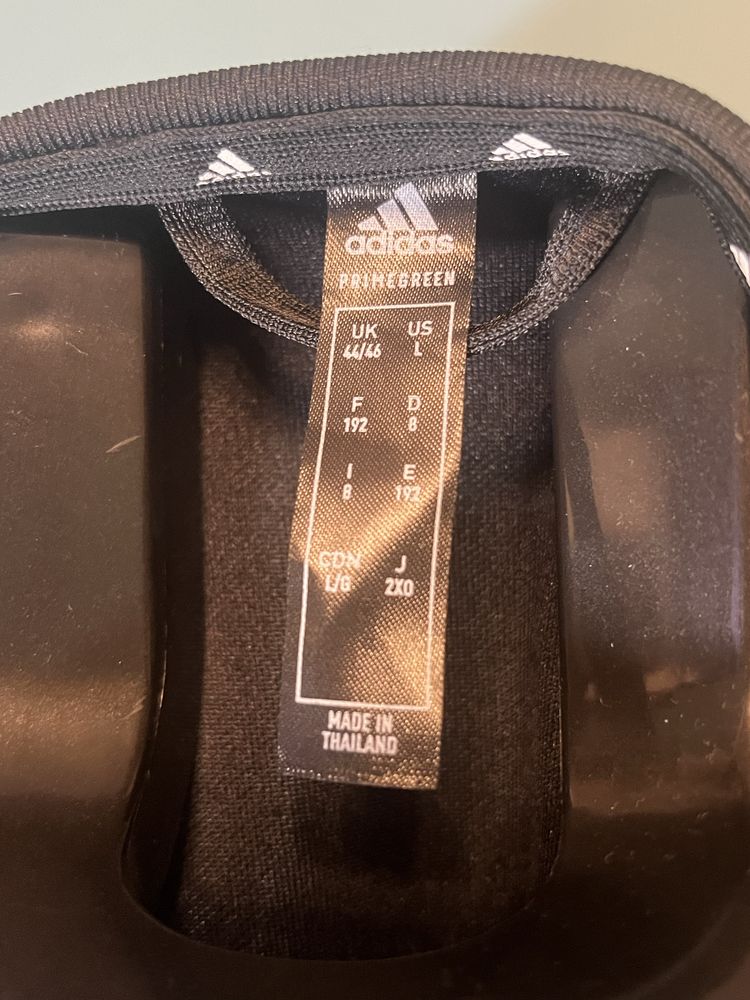 adidas
PRIMEGREEN
UK US
44/46 L
F D
192 8
I E
8 192
CDN J
L/G 2XO
MADE IN
THAILAND